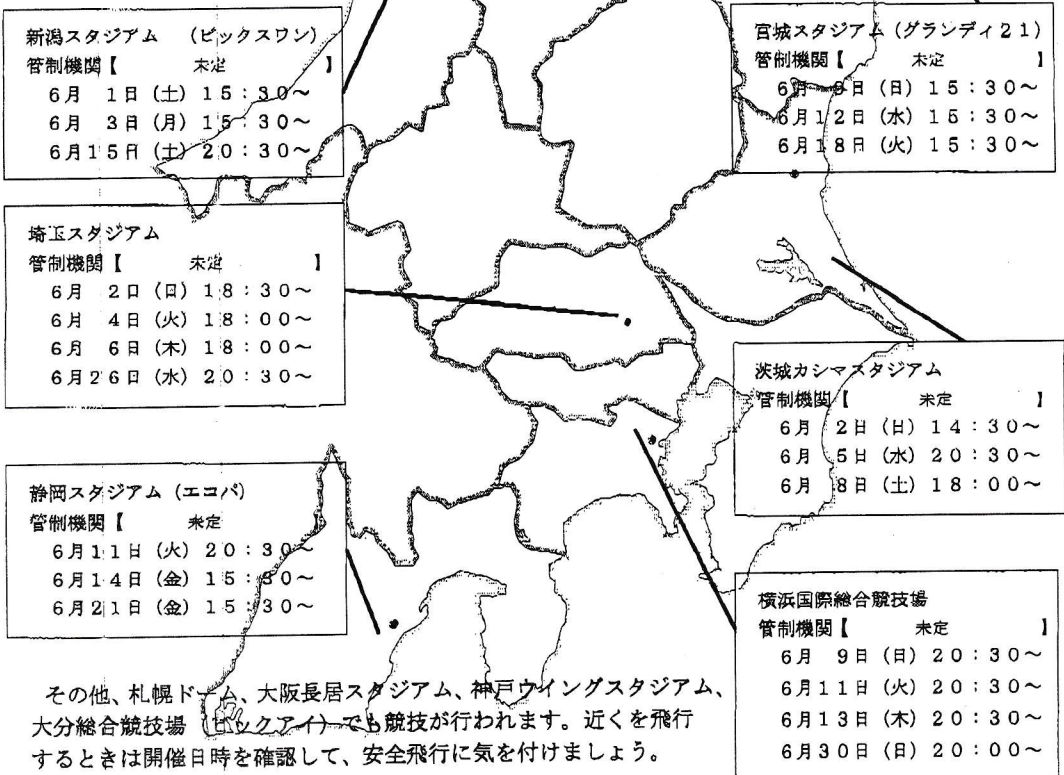 新潟スタジアム (ビックスワン)
管制機関【 未定 】
6月 1日(土)15:30~
6月 3日(月)15:30~
6月15日(土)20:30~
宮城スタジアム(グランディ21)
管制機関【 未定 】
6月 9日(日)15:30~
6月12日(水)15:30~
6月18日(火)15:30~
埼玉スタジアム
管制機関【 未定 】
6月 2日(日)18:30~
6月 4日(火)18:00~
6月 6日(木)18:00~
6月26日(水)20:30~
茨城カシマスタジアム
管制機関【 未定 】
6月 2日(日)14:30~
6月 5日(水)20:30~
6月 8日(土)18:00~
静岡スタジアム(エコパ)
管制機関【 未定
6月11日(火)20:30~
6月14日(金)15:30~
6月21日(金)15:30~
横浜国際総合競技場
管制機関【 未定 】
6月 9日(日)20:30~
6月11日(火)20:30~
6月13日(木)20:30~
6月30日(日)20:00~
その他、札幌ドーム、大阪長居スタジアム、神戸ウイングスタジアム、
大分総合競技場(ビックアイ)でも競技が行われます。近くを飛行
するときは開催日時を確認して、安全飛行に気を付けましょう。